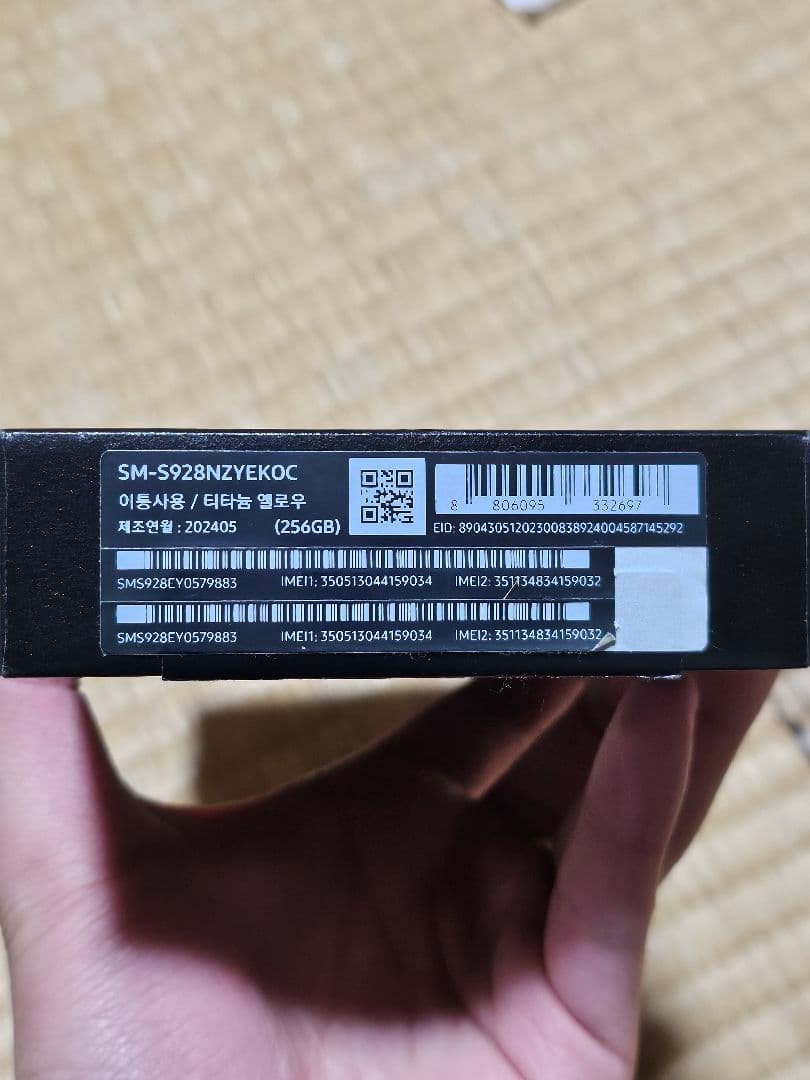 SM-S928NZYEKOC
이통사용 / 티타늄 옐로우
제조연월 : 202405 (256GB)
8 806095 332697
EID: 89043051202300838924004587145292
SMS928EY0579883 IMEI1: 350513044159034 IMEI2: 351134834159032
SMS928EY0579883 IMEI1: 350513044159034 IMEI2: 351134834159032